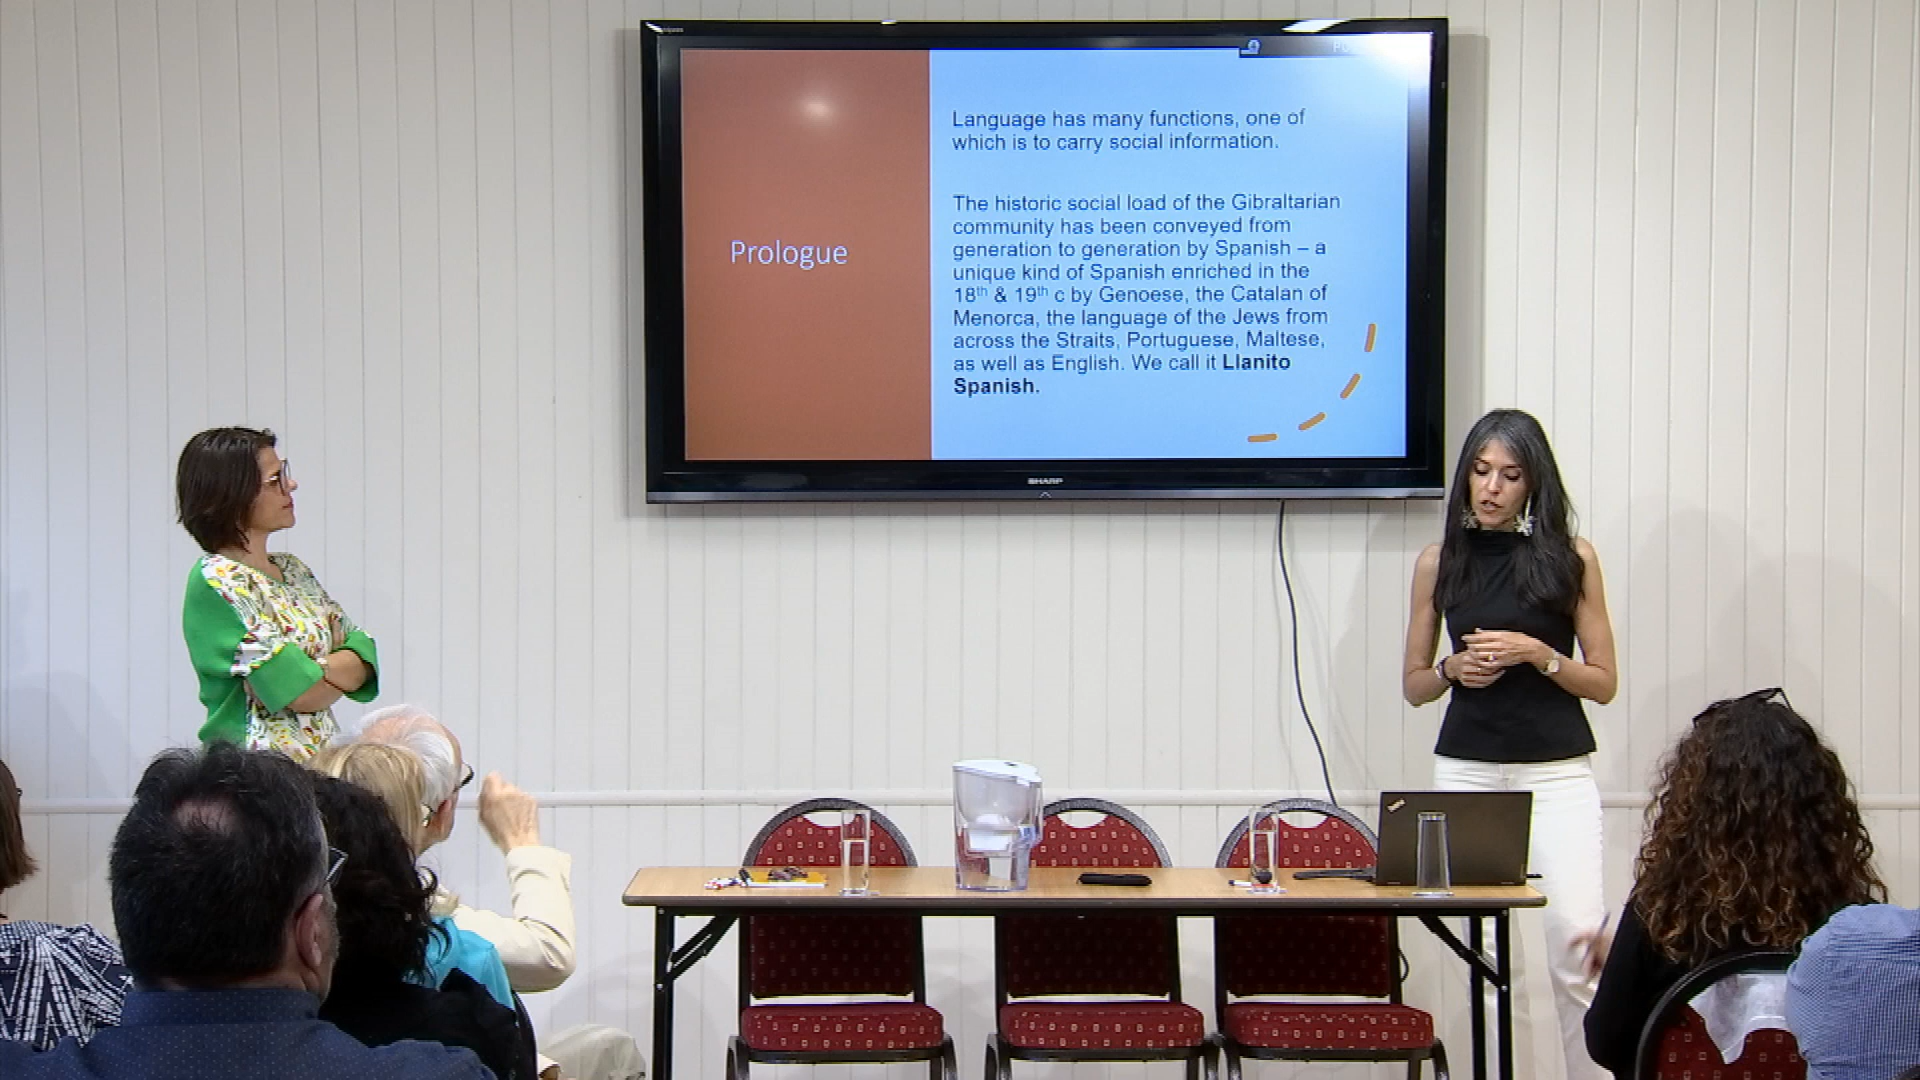 Prologue
Language has many functions, one of
which is to carry social information.
The historic social load of the Gibraltarian
community has been conveyed from
generation to generation by Spanish – a
unique kind of Spanish enriched in the
18th & 19th c by Genoese, the Catalan of
Menorca, the language of the Jews from
across the Straits, Portuguese, Maltese,
as well as English. We call it Llanito
Spanish.
SHARP